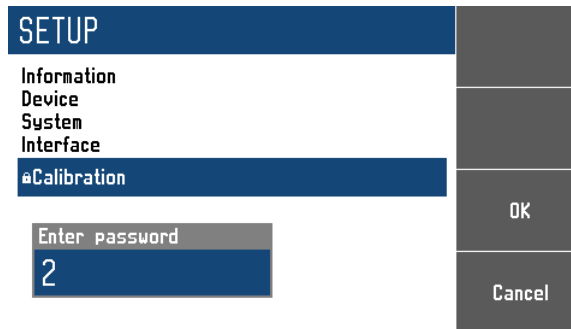 SETUP
Information
Device
System
Interface
Calibration
OK
Enter password
2
Cancel